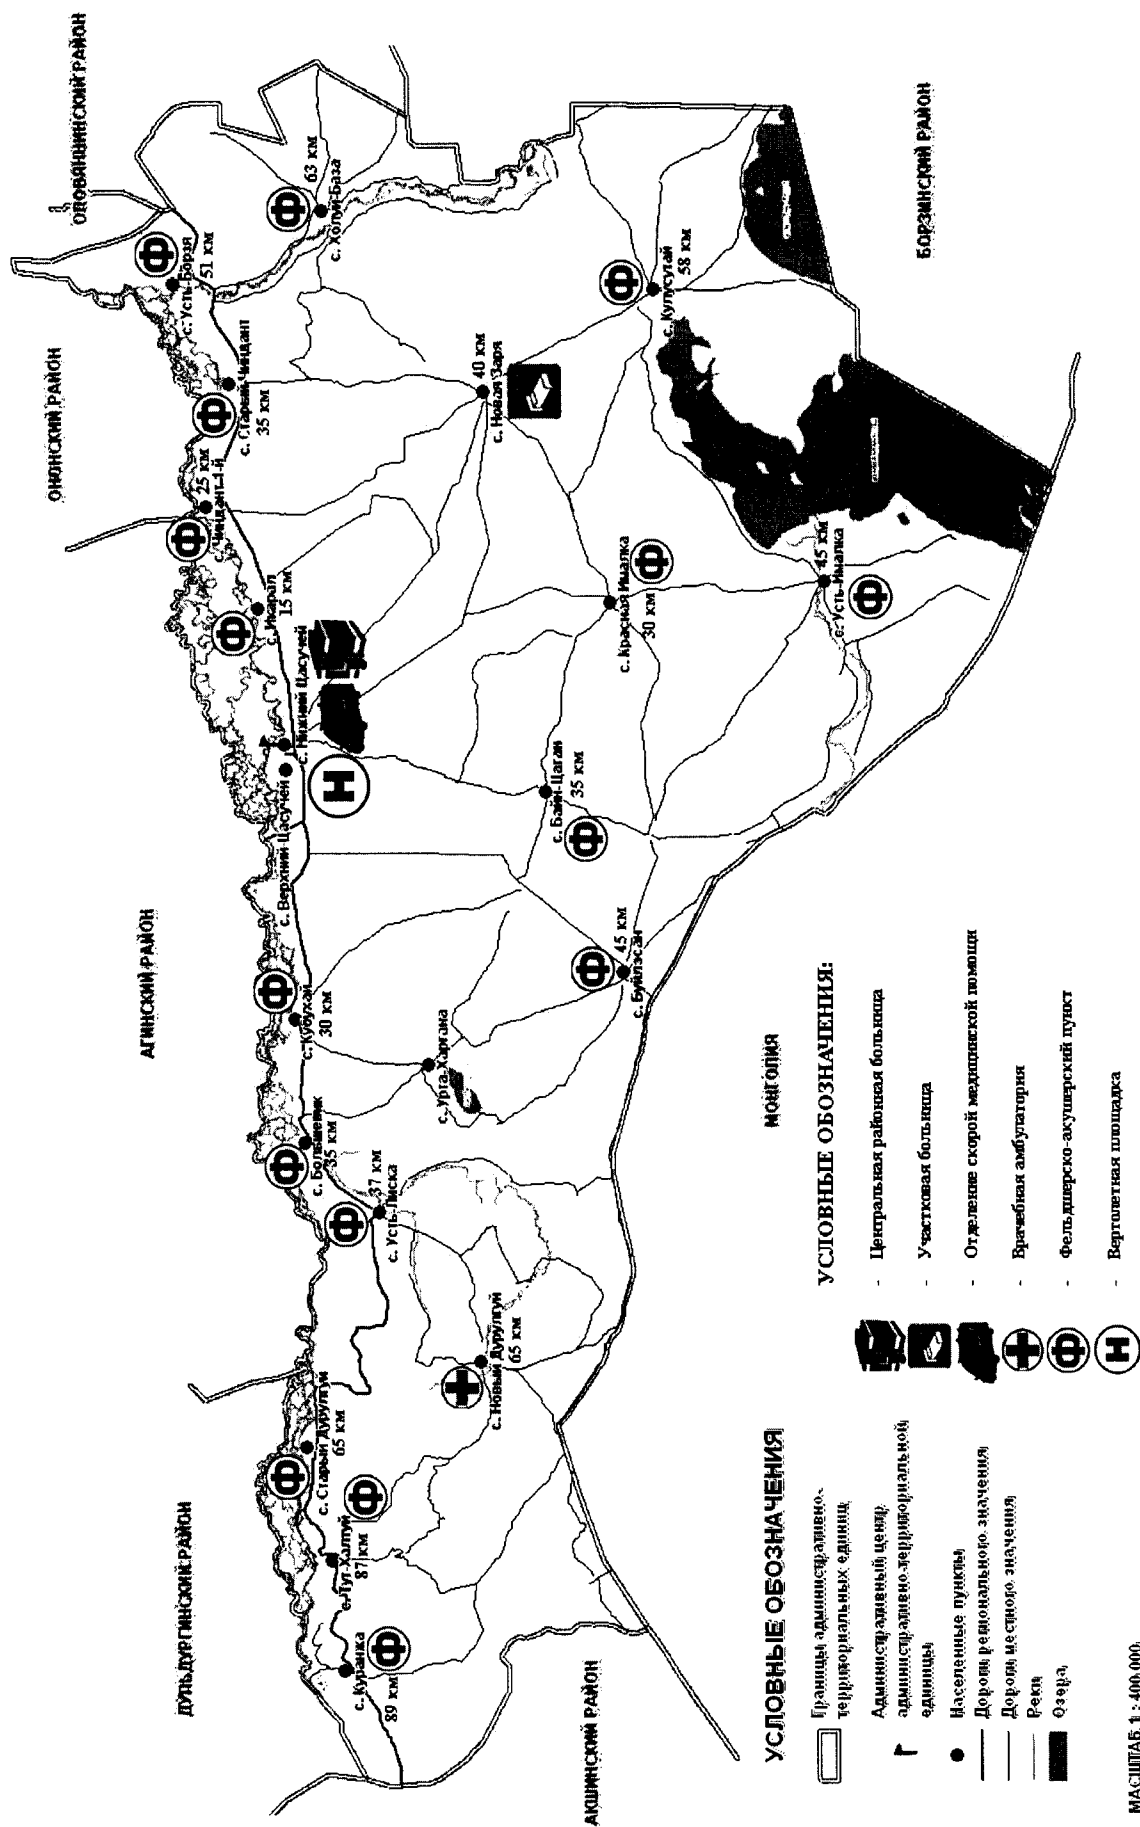 ОНОНСКИЙ РАЙОН
АГИНСКИЙ РАЙОН
ДУЛЬДУРГИНСКИЙ РАЙОН
АКШИНСКИЙ РАЙОН
МОНГОЛИЯ
БОРЗИНСКИЙ РАЙОН
с. Куранжа
89 км
Ф
с. Тут-Халтуй
87 км
Ф
с. Старый Дурулгуй
65 км
Ф
с. Новый Дурулгуй
65 км
с. Усть-Лиска
37 км
Ф
с. Большевик
35 км
Ф
с. Кубухай
30 км
Ф
с. Урта-Харгана
с. Буйлэсан
45 км
Ф
с. Верхний Цасучей
с. Нижний Цасучей
Н
с. Байн-Цаган
35 км
Ф
с. Икарал
15 км
Ф
с. Чиндант 1-й
25 км
Ф
с. Красная Ималка
30 км
Ф
с. Усть-Ималка
45 км
Ф
с. Старый Чиндант
35 км
Ф
с. Новая Заря
40 км
с. Усть-Борзя
51 км
Ф
с. Холуй-База
63 км
Ф
с. Кулусутай
58 км
Ф
УСЛОВНЫЕ ОБОЗНАЧЕНИЯ
Границы административно-
территориальных единиц
Административный центр
административно-территориальной
единицы
Населенные пункты
Дороги регионального значения
Дороги местного значения
Реки
Озера
МАСШТАБ 1 : 400 000
УСЛОВНЫЕ ОБОЗНАЧЕНИЯ:
- Центральная районная больница
- Участковая больница
- Отделение скорой медицинской помощи
- Врачебная амбулатория
Ф - Фельдшерско-акушерский пункт
Н - Вертолетная площадка